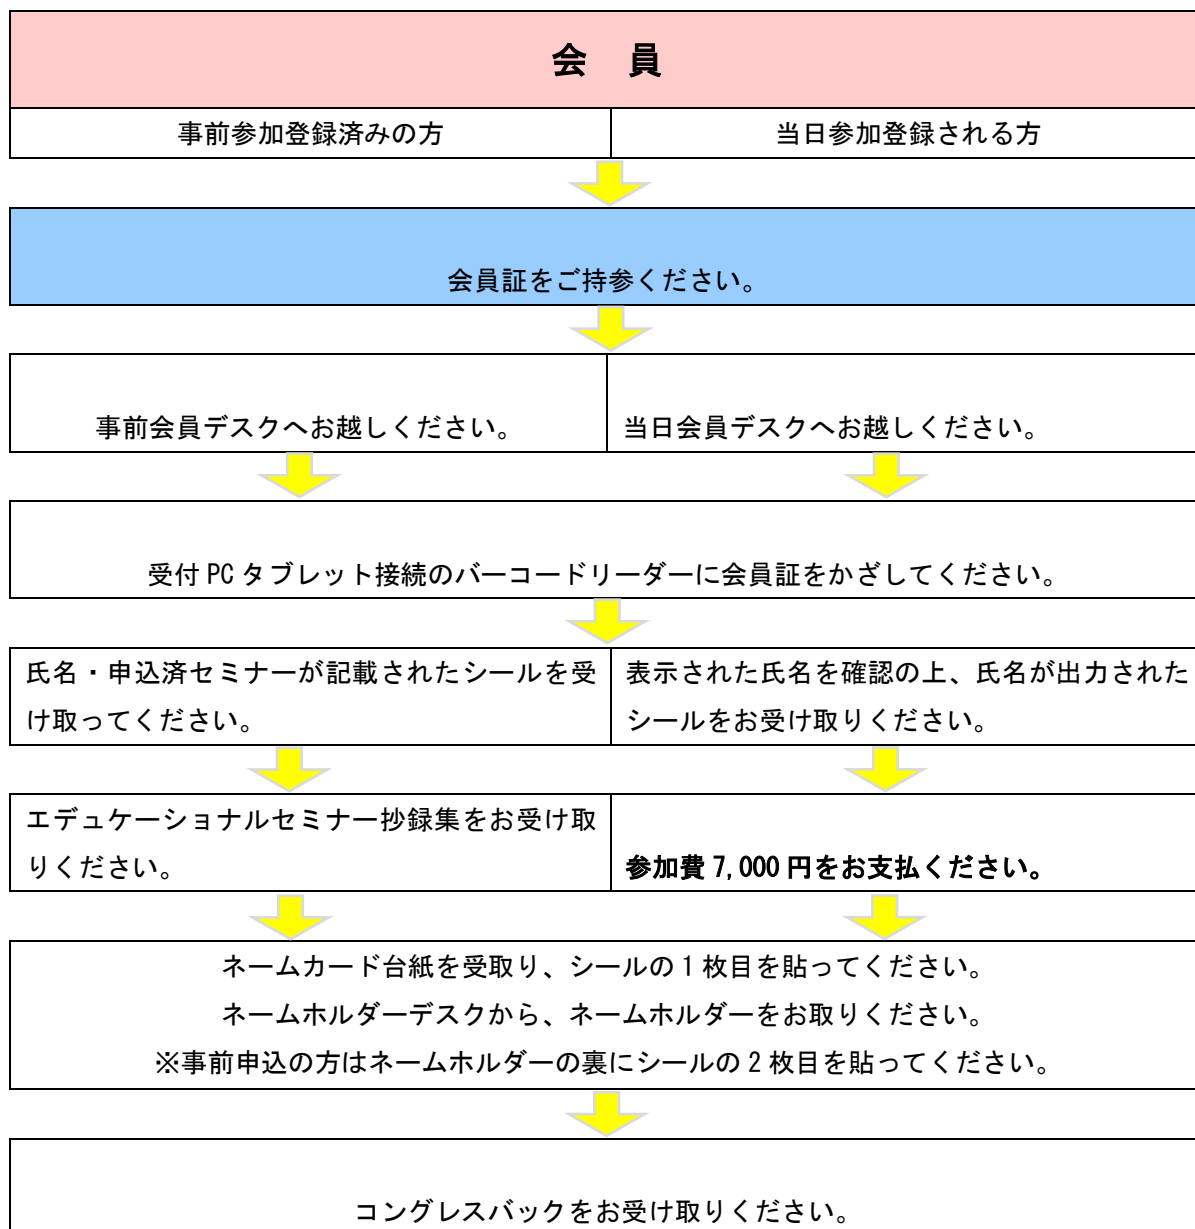 会　員
事前参加登録済みの方
当日参加登録される方
会員証をご持参ください。
事前会員デスクへお越しください。
当日会員デスクへお越しください。
受付 PC タブレット接続のバーコードリーダーに会員証をかざしてください。
氏名・申込済セミナーが記載されたシールを受
け取ってください。
表示された氏名を確認の上、氏名が出力された
シールをお受け取りください。
エデュケーショナルセミナー抄録集をお受け取
りください。
参加費 7,000 円をお支払ください。
ネームカード台紙を受取り、シールの 1 枚目を貼ってください。
ネームホルダーデスクから、ネームホルダーをお取りください。
※事前申込の方はネームホルダーの裏にシールの 2 枚目を貼ってください。
コングレスバックをお受け取りください。